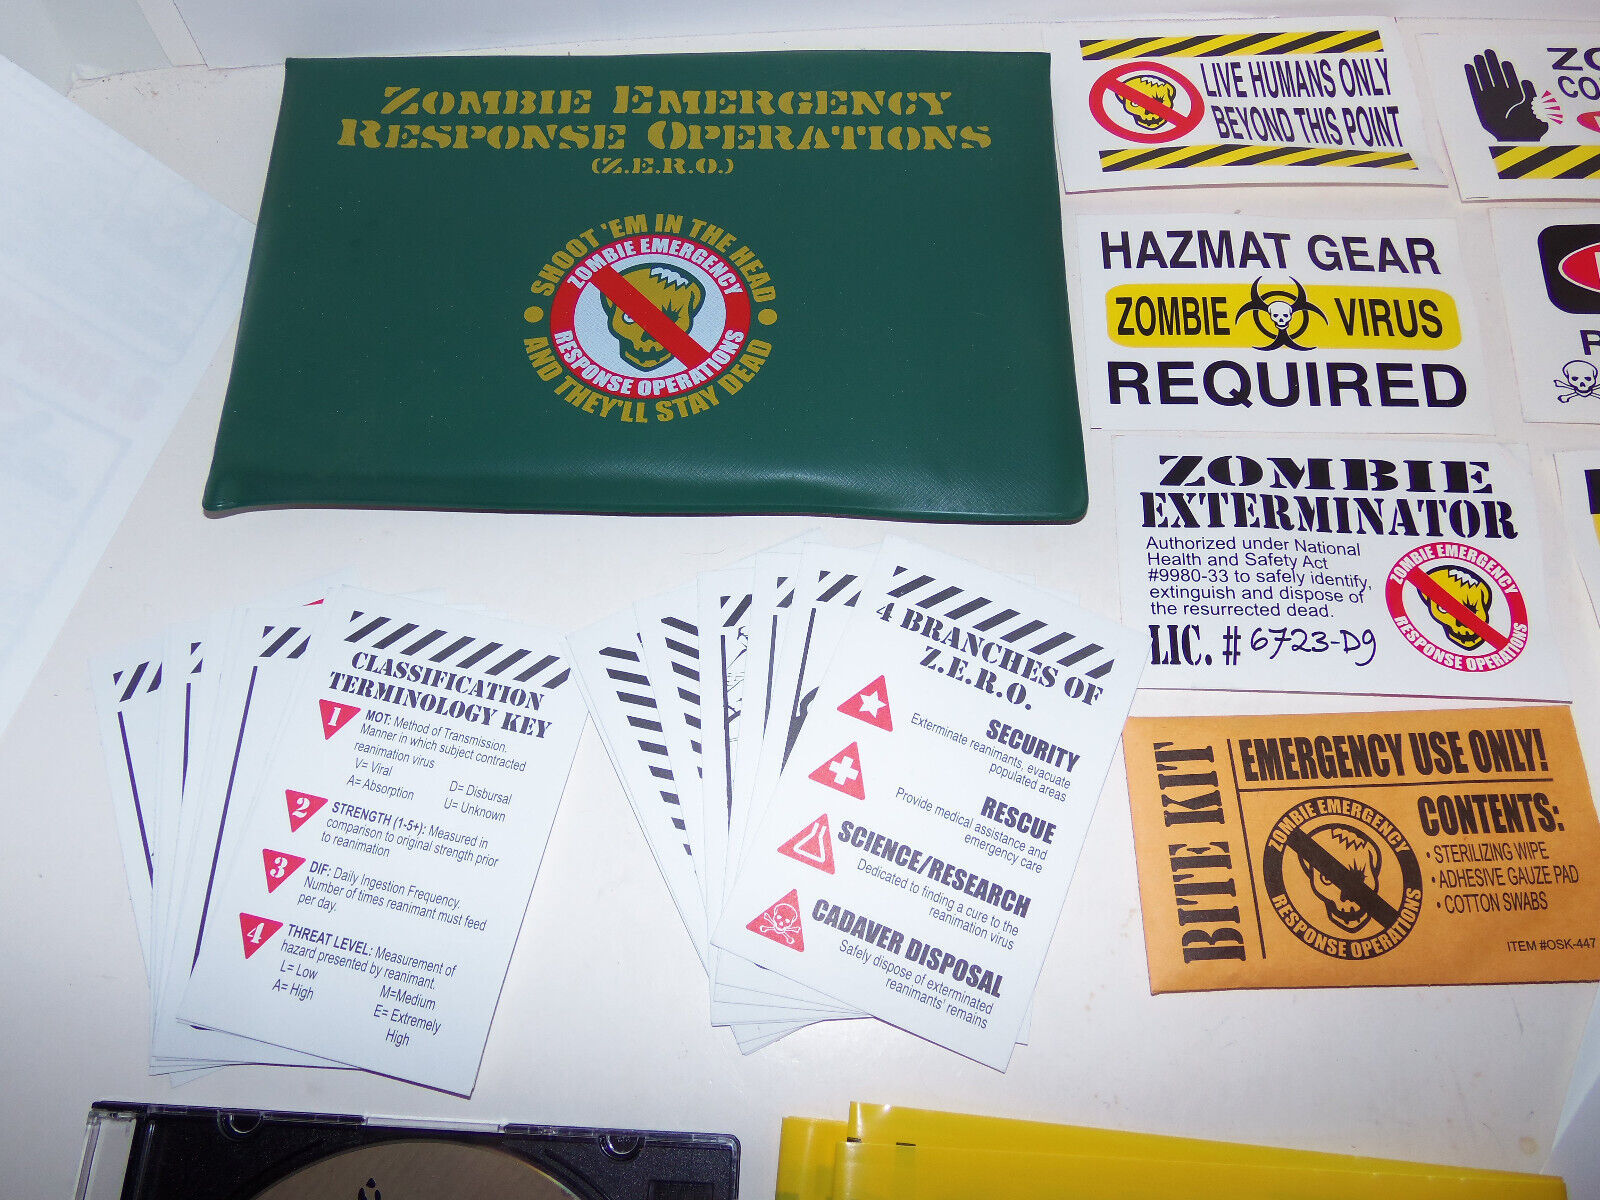 ZOMBIE EMERGENCY
RESPONSE OPERATIONS
(Z.E.R.O.)
• SHOOT 'EM IN THE HEAD •
AND THEY'LL STAY DEAD
ZOMBIE EMERGENCY
RESPONSE OPERATIONS
LIVE HUMANS ONLY
BEYOND THIS POINT
HAZMAT GEAR
ZOMBIE VIRUS
REQUIRED
ZOMBIE
EXTERMINATOR
Authorized under National
Health and Safety Act
#9980-33 to safely identify,
extinguish and dispose of
the resurrected dead.
LIC. # 6723-D9
ZOMBIE EMERGENCY
RESPONSE OPERATIONS
CLASSIFICATION
TERMINOLOGY KEY
1 MOT: Method of Transmission.
Manner in which subject contracted
reanimation virus
V= Viral D= Disbursal
A= Absorption U= Unknown
2 STRENGTH (1-5+): Measured in
comparison to original strength prior
to reanimation
3 DIF: Daily Ingestion Frequency.
Number of times reanimant must feed
per day.
4 THREAT LEVEL: Measurement of
hazard presented by reanimant.
L= Low M=Medium
A= High E= Extremely
High
4 BRANCHES OF
Z.E.R.O.
SECURITY
Exterminate reanimants, evacuate
populated areas
RESCUE
Provide medical assistance and
emergency care
SCIENCE/RESEARCH
Dedicated to finding a cure to the
reanimation virus
CADAVER DISPOSAL
Safely dispose of exterminated
reanimants' remains
BITE KIT
EMERGENCY USE ONLY!
ZOMBIE EMERGENCY
RESPONSE OPERATIONS
CONTENTS:
• STERILIZING WIPE
• ADHESIVE GAUZE PAD
• COTTON SWABS
ITEM #OSK-447